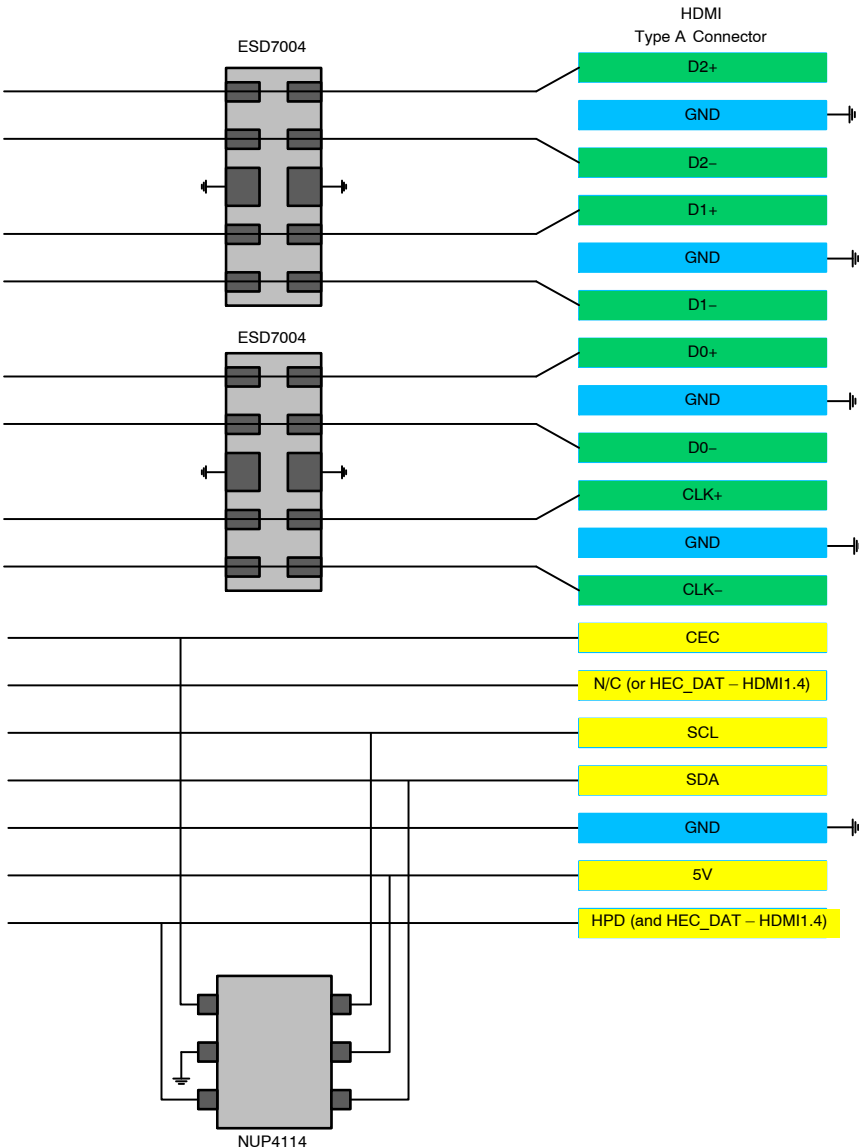 HDMI
Type A Connector
ESD7004
D2+
GND
D2–
D1+
GND
D1–
ESD7004
D0+
GND
D0–
CLK+
GND
CLK–
CEC
N/C (or HEC_DAT – HDMI1.4)
SCL
SDA
GND
5V
HPD (and HEC_DAT – HDMI1.4)
NUP4114